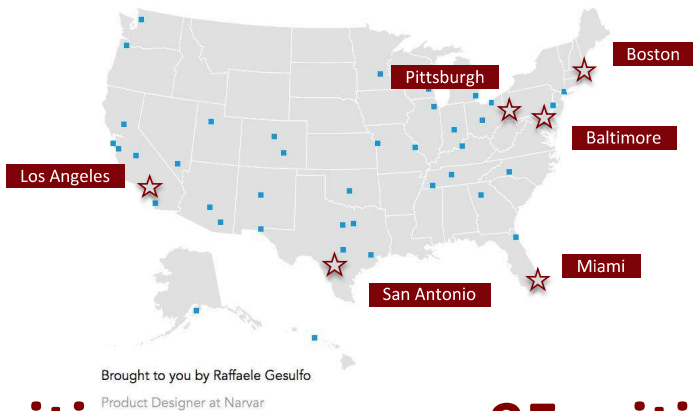 Boston
Pittsburgh
Baltimore
Los Angeles
Miami
San Antonio
Brought to you by Raffaele Gesulfo
Product Designer at Narvar